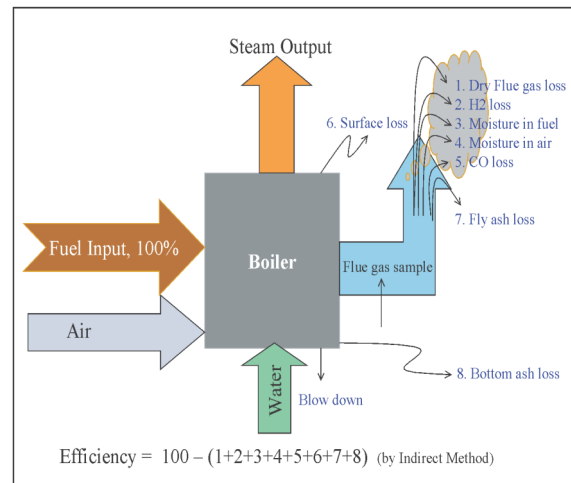 Steam Output
1. Dry Flue gas loss
2. H2 loss
3. Moisture in fuel
4. Moisture in air
5. CO loss
6. Surface loss
7. Fly ash loss
Fuel Input, 100%
Boiler
Flue gas sample
Air
Water
Blow down
8. Bottom ash loss
Efficiency = 100 – (1+2+3+4+5+6+7+8) (by Indirect Method)